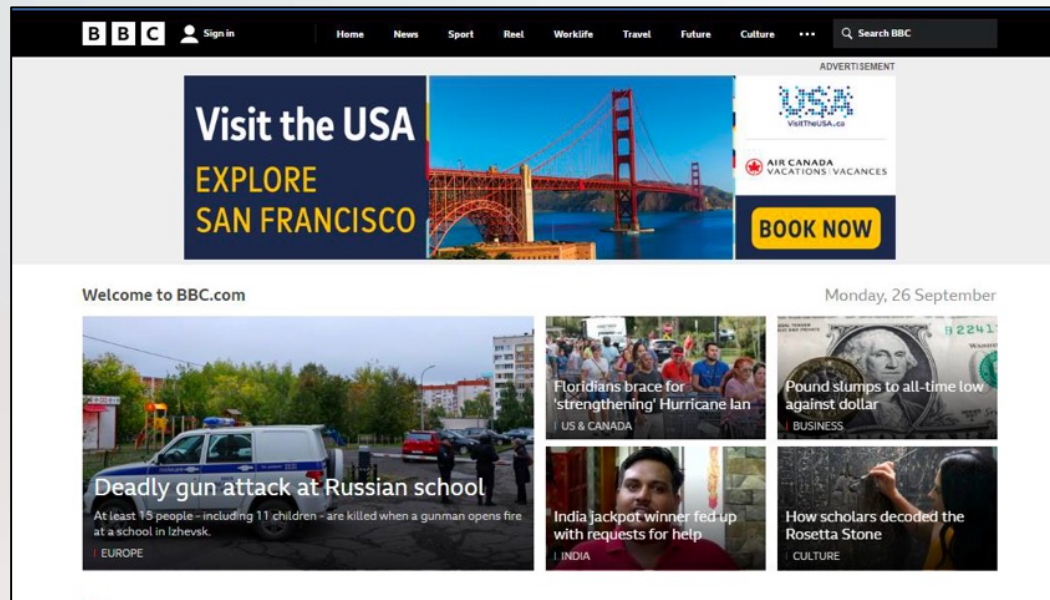 BBC Sign in Home News Sport Reel Worklife Travel Future Culture ••• Search BBC
ADVERTISEMENT
Visit the USA
EXPLORE
SAN FRANCISCO
USA
VisitTheUSA.ca
AIR CANADA
VACATIONS | VACANCES
BOOK NOW
Welcome to BBC.com
Monday, 26 September
Deadly gun attack at Russian school
At least 15 people - including 11 children - are killed when a gunman opens fire
at a school in Izhevsk.
EUROPE
Floridians brace for
'strengthening' Hurricane Ian
US & CANADA
Pound slumps to all-time low
against dollar
BUSINESS
India jackpot winner fed up
with requests for help
INDIA
How scholars decoded the
Rosetta Stone
CULTURE